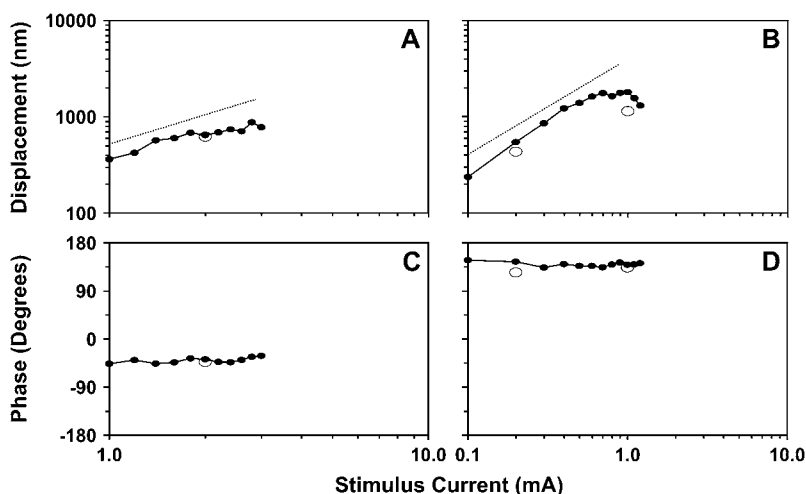 10000
1000
100
Displacement (nm)
A
B
180
90
0
-90
-180
Phase (Degrees)
C
D
1.0
10.0
0.1
1.0
10.0
Stimulus Current (mA)